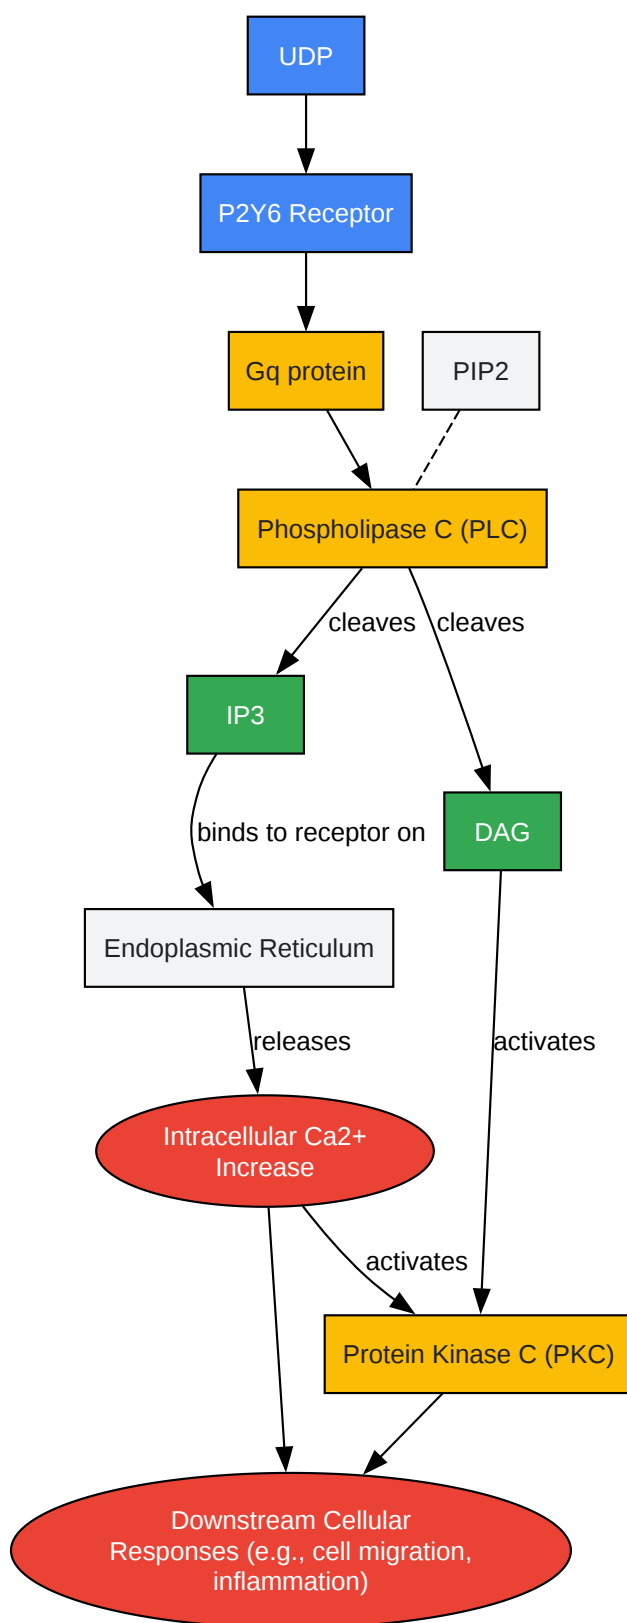 UDP
P2Y6 Receptor
Gq protein
PIP2
Phospholipase C (PLC)
cleaves
cleaves
IP3
binds to receptor on
DAG
Endoplasmic Reticulum
releases
activates
Intracellular Ca2+
Increase
activates
Protein Kinase C (PKC)
Downstream Cellular
Responses (e.g., cell migration,
inflammation)